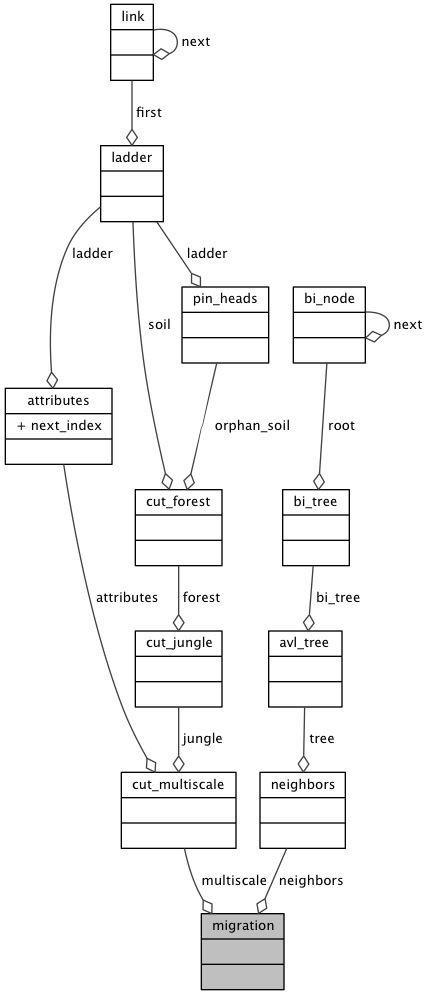 link
next
first
ladder
ladder
ladder
pin_heads
bi_node
next
soil
attributes
+ next_index
orphan_soil
root
cut_forest
bi_tree
attributes
forest
bi_tree
cut_jungle
avl_tree
jungle
tree
cut_multiscale
neighbors
multiscale
neighbors
migration